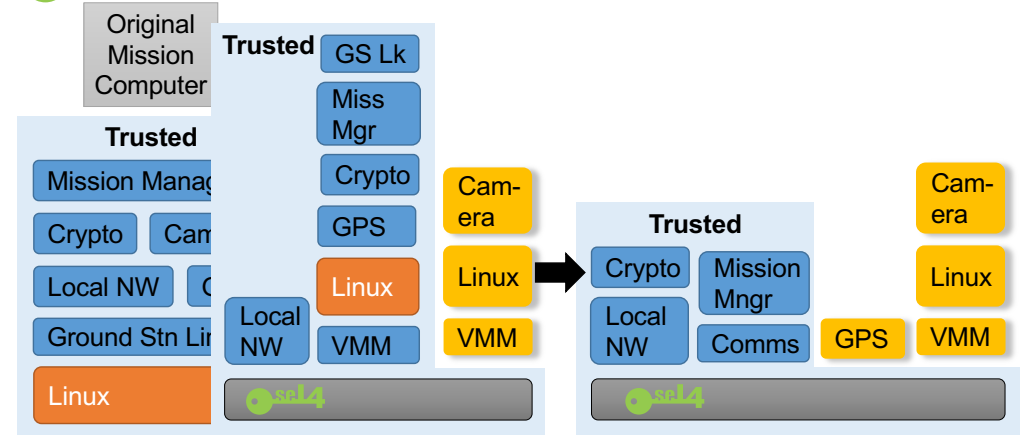 Original
Mission
Computer
Trusted
Mission Manag
Crypto
Cam
Local NW
Ground Stn Lin
Linux
Trusted
GS Lk
Miss
Mgr
Crypto
GPS
Linux
Local
NW
VMM
seL4
Cam-
era
Linux
VMM
Trusted
Crypto
Mission
Mngr
Local
NW
Comms
GPS
seL4
Cam-
era
Linux
VMM